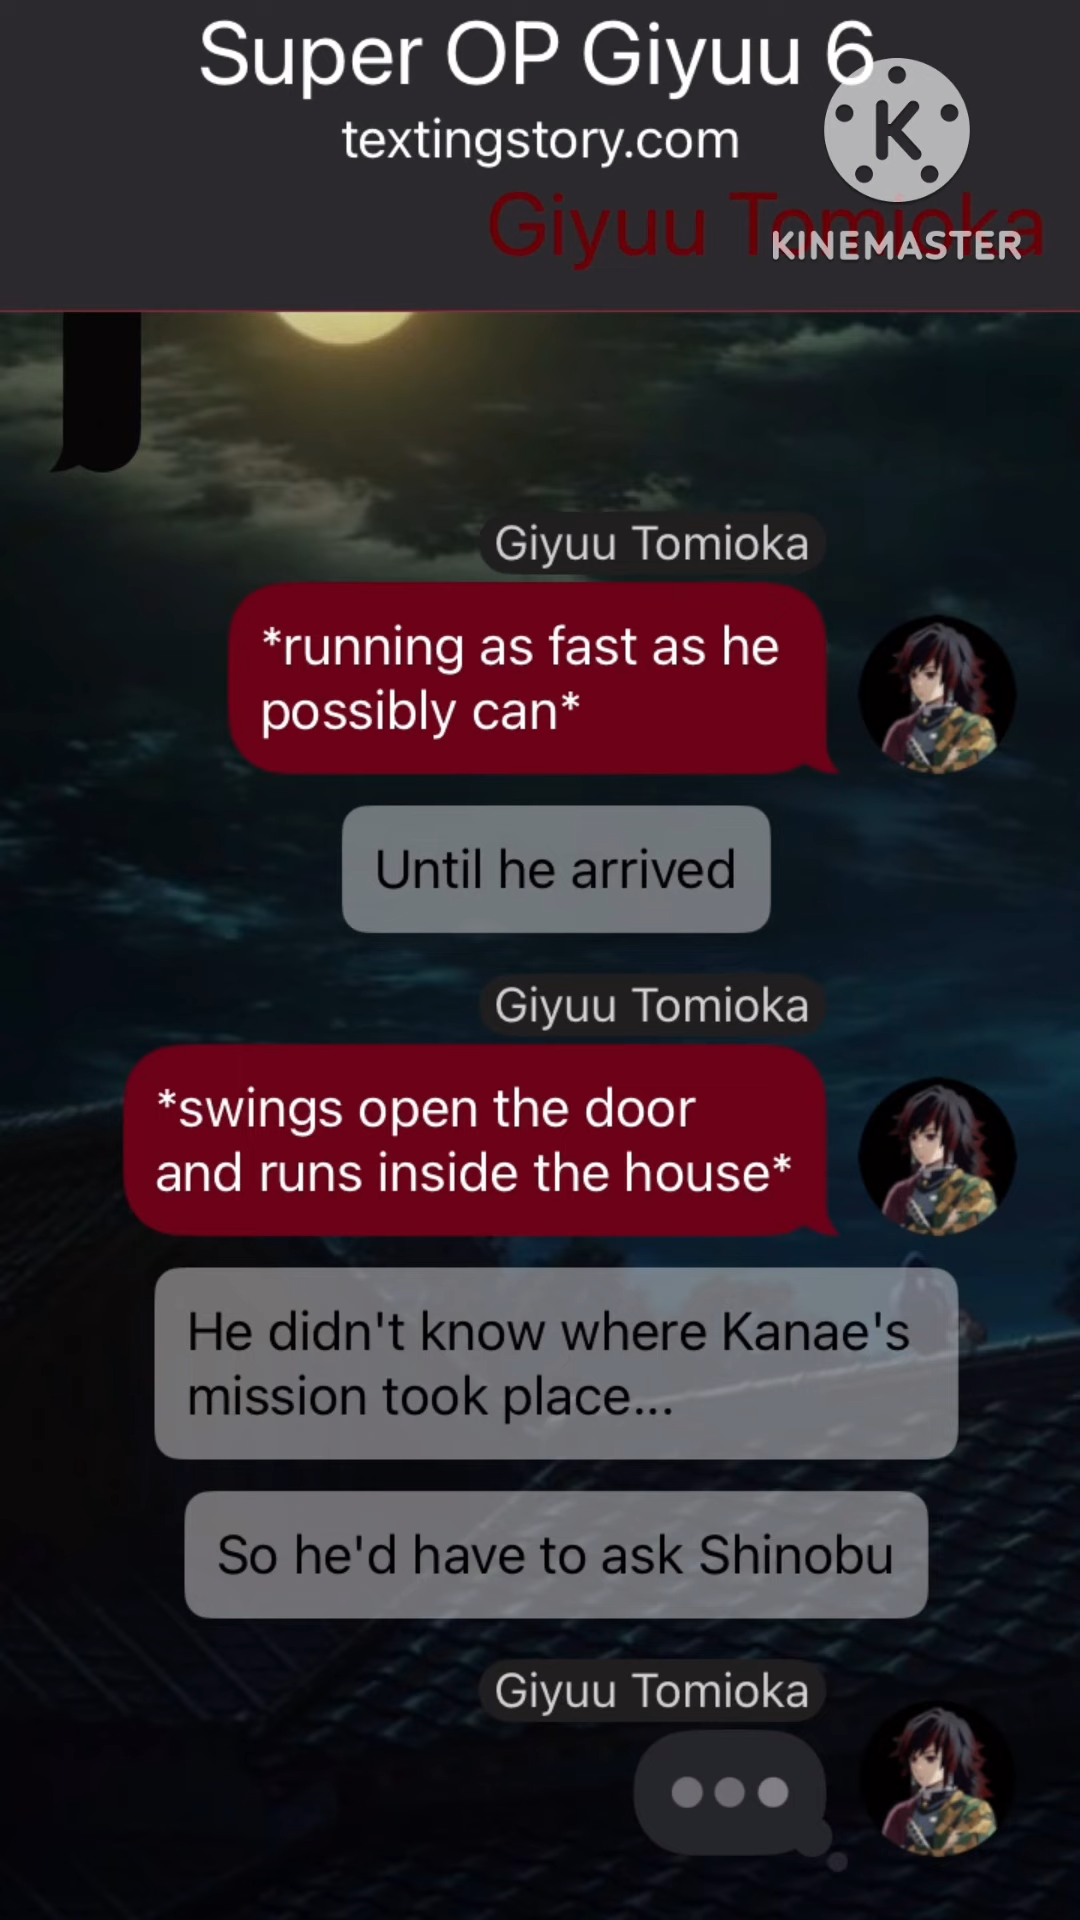 Super OP Giyuu 6
textingstory.com
K
Giyuu Tomioka
KINEMASTER
Giyuu Tomioka
*running as fast as he
possibly can*
Until he arrived
Giyuu Tomioka
*swings open the door
and runs inside the house*
He didn't know where Kanae's
mission took place...
So he'd have to ask Shinobu
Giyuu Tomioka